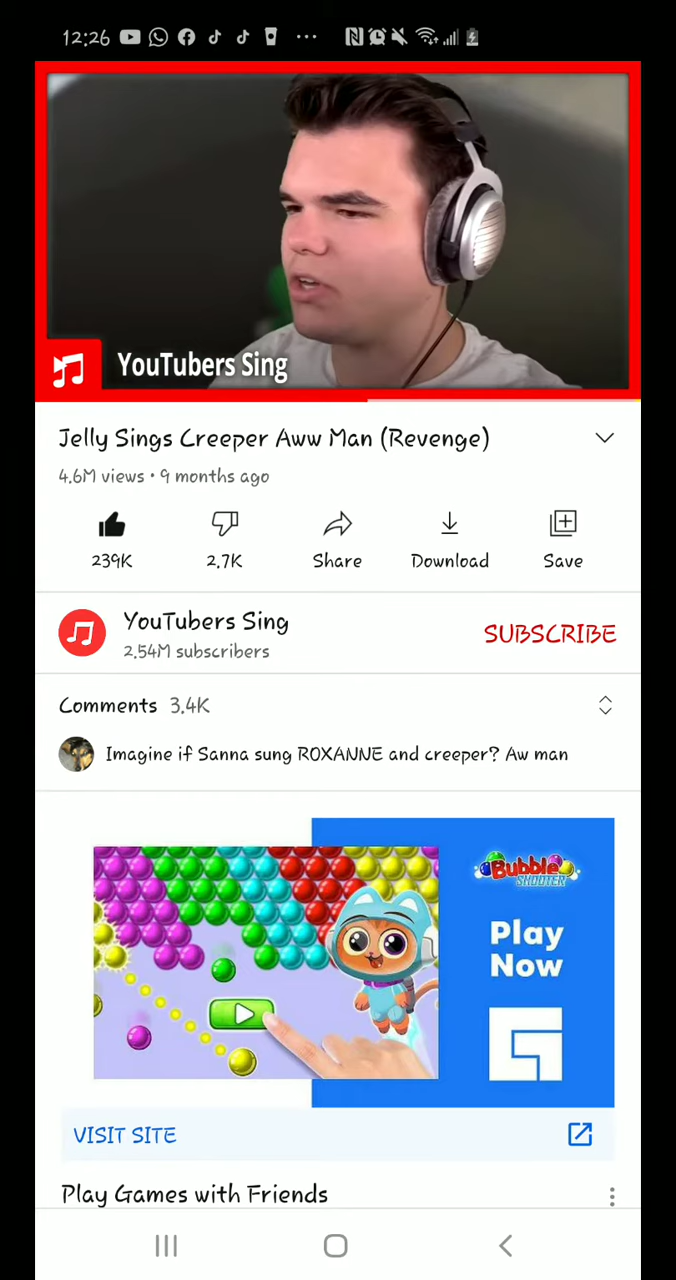 12:26
YouTubers Sing
Jelly Sings Creeper Aww Man (Revenge)
4.6M views • 9 months ago
239K
2.7K
Share
Download
Save
YouTubers Sing
2.54M subscribers
SUBSCRIBE
Comments 3.4K
Imagine if Sanna sung ROXANNE and creeper? Aw man
Bubble
SHOOTER
Play
Now
VISIT SITE
Play Games with Friends